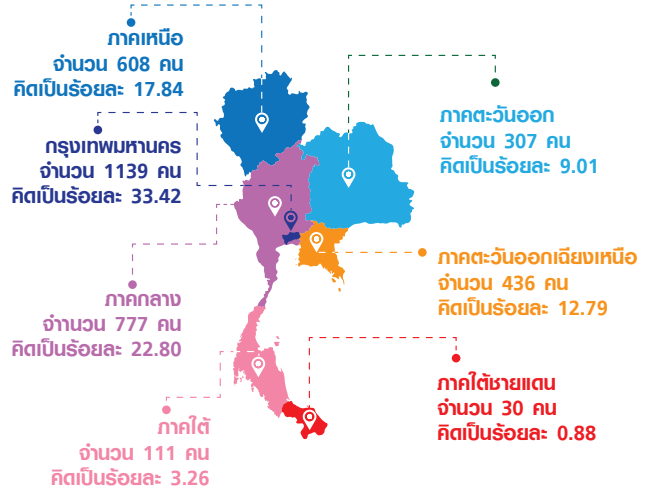 ภาคเหนือ
จำนวน 608 คน
คิดเป็นร้อยละ 17.84
กรุงเทพมหานคร
จำนวน 1139 คน
คิดเป็นร้อยละ 33.42
ภาคกลาง
จำานวน 777 คน
คิดเป็นร้อยละ 22.80
ภาคใต้
จำนวน 111 คน
คิดเป็นร้อยละ 3.26
ภาคตะวันออก
จำนวน 307 คน
คิดเป็นร้อยละ 9.01
ภาคตะวันออกเฉียงเหนือ
จำนวน 436 คน
คิดเป็นร้อยละ 12.79
ภาคใต้ชายแดน
จำนวน 30 คน
คิดเป็นร้อยละ 0.88